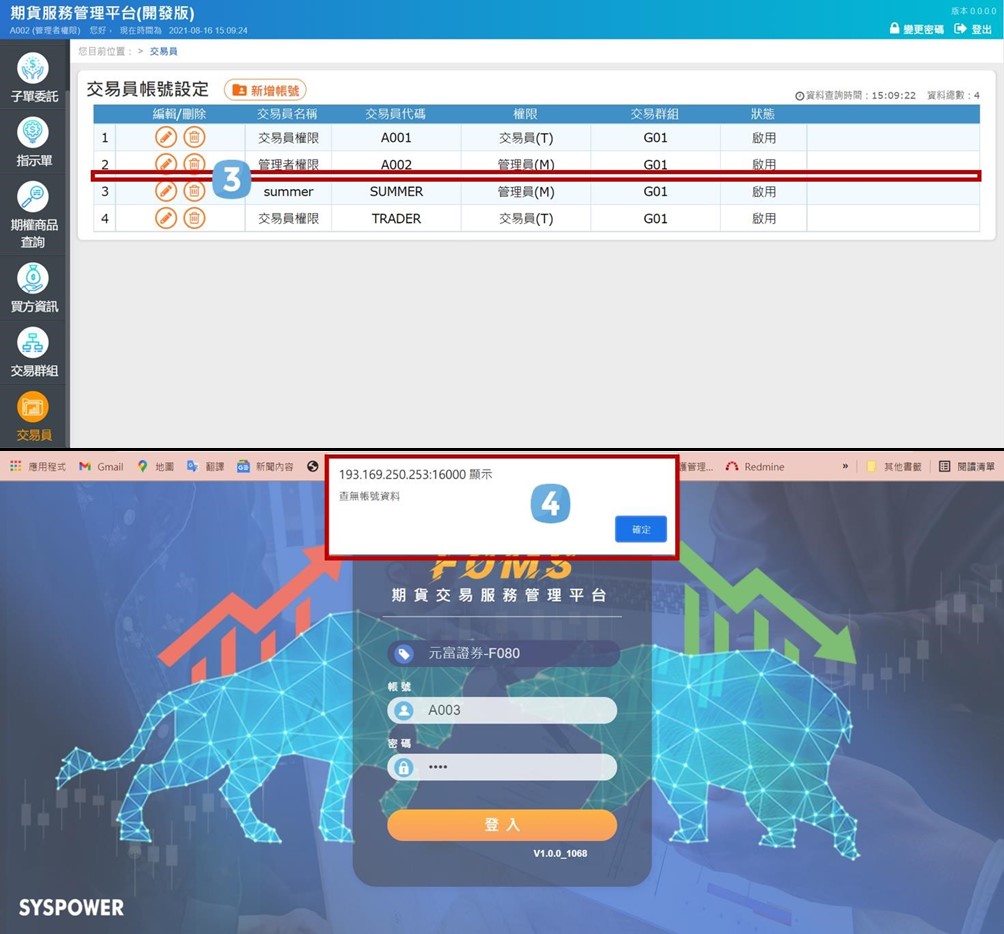 期貨服務管理平台(開發版)
版本 0.0.0.0
A002 (管理者權限) 您好， 現在時間為 2021-08-16 15:09:24
變更密碼 登出
您目前位置： > 交易員
子單委託
指示單
期權商品
查詢
買方資訊
交易群組
交易員
交易員帳號設定 新增帳號
資料查詢時間：15:09:22 資料總數：4
編輯/刪除 交易員名稱 交易員代碼 權限 交易群組 狀態
1 交易員權限 A001 交易員(T) G01 啟用
2 管理者權限 A002 管理員(M) G01 啟用
3
3 summer SUMMER 管理員(M) G01 啟用
4 交易員權限 TRADER 交易員(T) G01 啟用
應用程式 Gmail 地圖 翻譯 新聞內容 護管理... Redmine » 其他書籤 閱讀清單
193.169.250.253:16000 顯示
查無帳號資料
4
確定
FOMS
期貨交易服務管理平台
元富證券-F080
帳號
A003
密碼
••••
登入
V1.0.0_1068
SYSPOWER